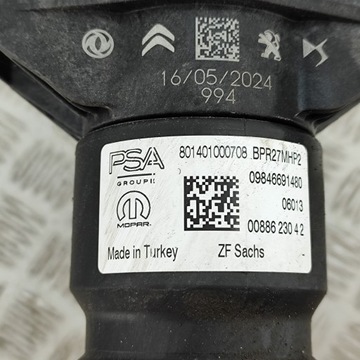 16/05/2024
994
PSA
GROUPE
801401000708 BPR27MHP2
09846691480
06013
00886 230 4 2
MOPAR
Made in Turkey
ZF Sachs